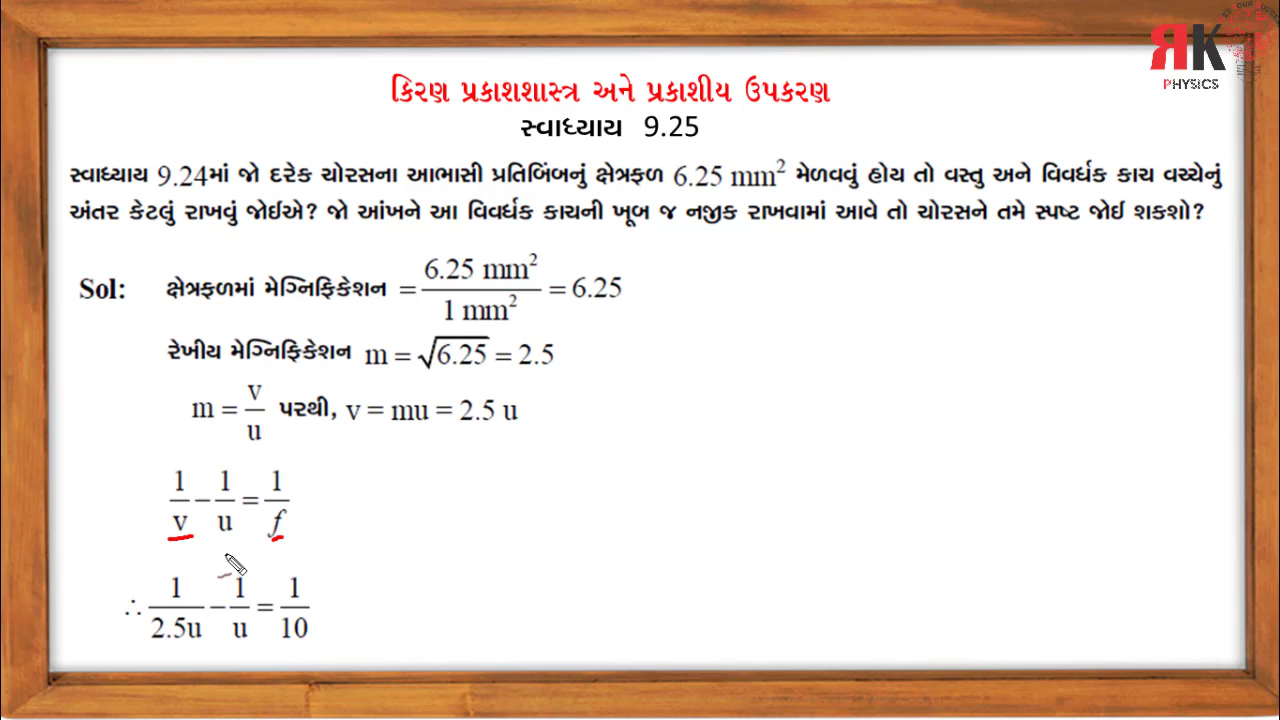 ЯK
PHYSICS
કિરણ પ્રકાશશાસ્ત્ર અને પ્રકાશીય ઉપકરણ
સ્વાધ્યાય 9.25
સ્વાધ્યાય 9.24માં જો દરેક ચોરસના આભાસી પ્રતિબિંબનું ક્ષેત્રફળ 6.25 mm² મેળવવું હોય તો વસ્તુ અને વિવર્ધક કાચ વચ્ચેનું
અંતર કેટલું રાખવું જોઈએ? જો આંખને આ વિવર્ધક કાચની ખૂબ જ નજીક રાખવામાં આવે તો ચોરસને તમે સ્પષ્ટ જોઈ શકશો?
Sol: ક્ષેત્રફળમાં મેગ્નિફિકેશન = 6.25 mm² / 1 mm² = 6.25
રેખીય મેગ્નિફિકેશન m = √6.25 = 2.5
m = v/u પરથી, v = mu = 2.5 u
1/v − 1/u = 1/f
∴ 1/2.5u − 1/u = 1/10